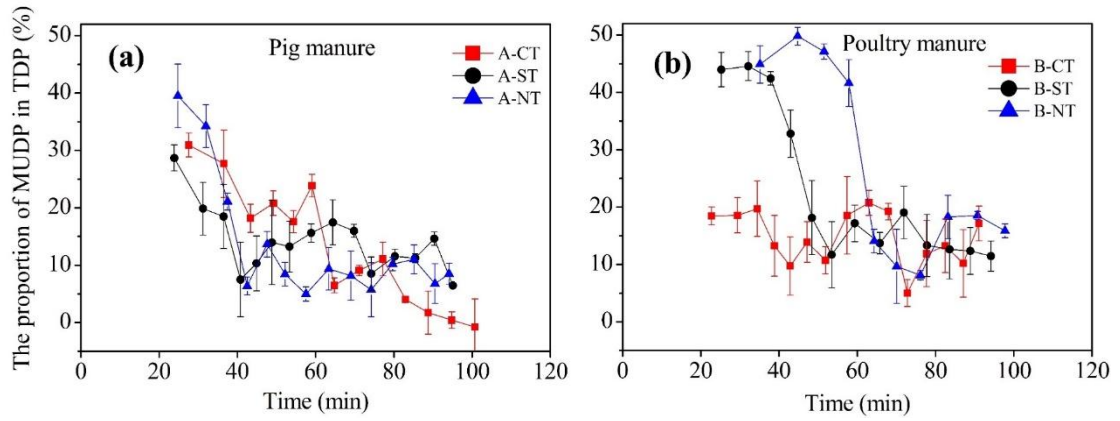 The proportion of MUDP in TDP (%)
50
40
30
20
10
0
(a)
Pig manure
A-CT
A-ST
A-NT
0 20 40 60 80 100 120
Time (min)
50
40
30
20
10
0
(b)
Poultry manure
B-CT
B-ST
B-NT
0 20 40 60 80 100 120
Time (min)